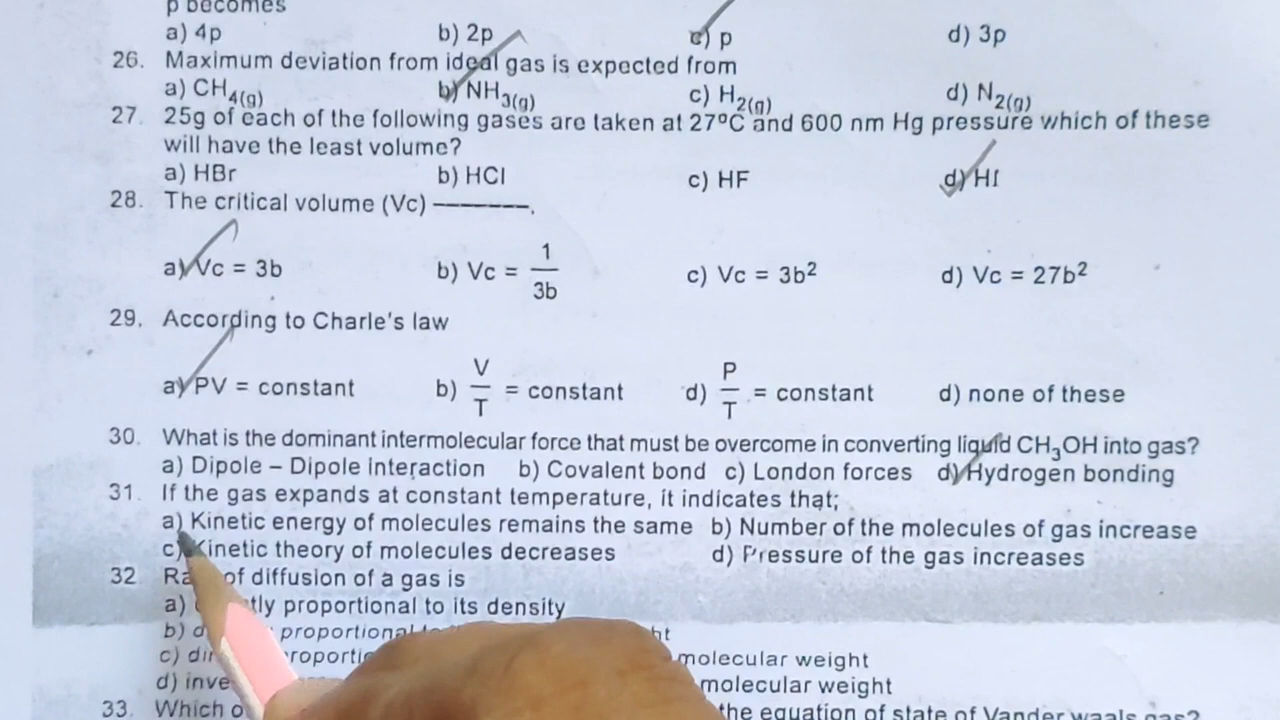 p becomes
a) 4p b) 2p c) p d) 3p
26. Maximum deviation from ideal gas is expected from
a) CH4(g) b) NH3(g) c) H2(g) d) N2(g)
27. 25g of each of the following gases are taken at 27ºC and 600 nm Hg pressure which of these
will have the least volume?
a) HBr b) HCl c) HF d) HI
28. The critical volume (Vc) ————.
a) Vc = 3b b) Vc = 1/3b c) Vc = 3b² d) Vc = 27b²
29. According to Charle's law
a) PV = constant b) V/T = constant d) P/T = constant d) none of these
30. What is the dominant intermolecular force that must be overcome in converting liquid CH3OH into gas?
a) Dipole – Dipole interaction b) Covalent bond c) London forces d) Hydrogen bonding
31. If the gas expands at constant temperature, it indicates that;
a) Kinetic energy of molecules remains the same b) Number of the molecules of gas increase
c) Kinetic theory of molecules decreases d) Pressure of the gas increases
32 of diffusion of a gas is
a) proportional to its density
b) proportional
c)
molecular weight
d)
molecular weight
33. Which
the equation of state of Vander waals gas?